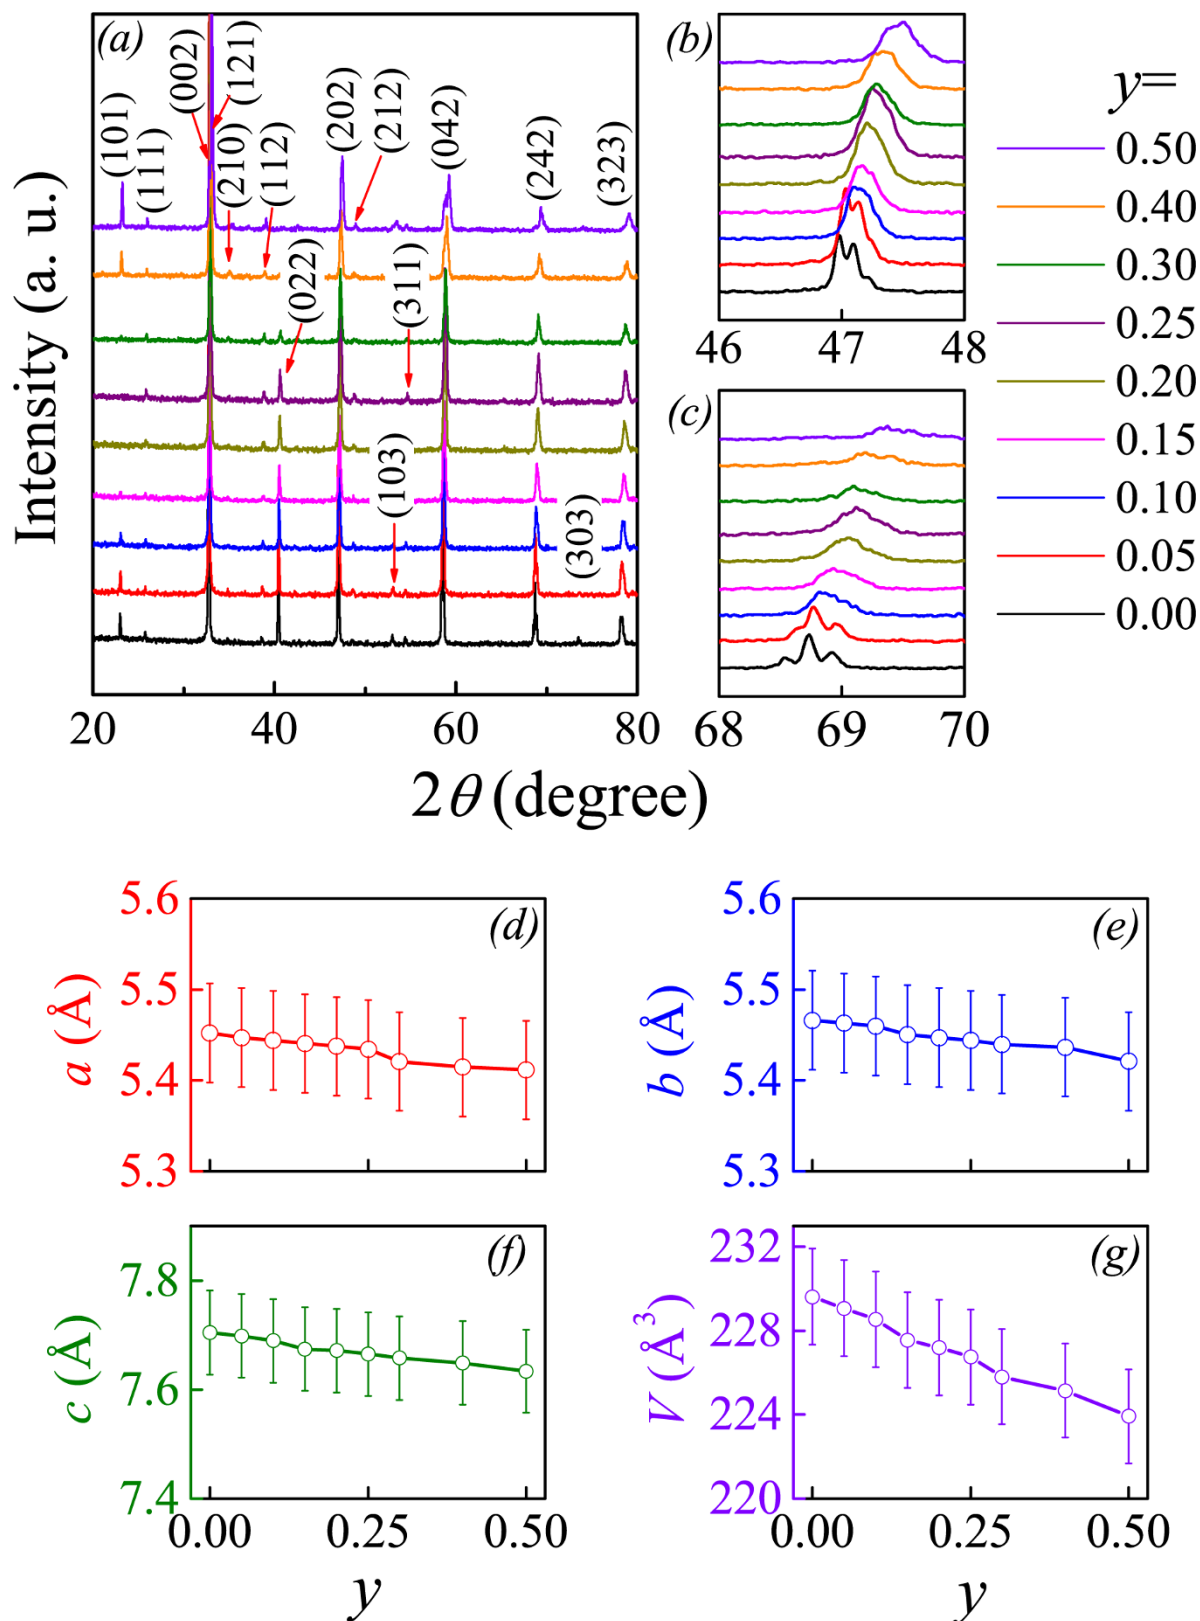 (a)
(101)
(111)
(002)
(121)
(210)
(112)
(022)
(202)
(212)
(311)
(103)
(042)
(242)
(303)
(323)
Intensity (a. u.)
20 40 60 80
(b)
46 47 48
(c)
68 69 70
2θ (degree)
y=
0.50
0.40
0.30
0.25
0.20
0.15
0.10
0.05
0.00
(d)
5.6
5.5
5.4
5.3
a (Å)
(e)
5.6
5.5
5.4
5.3
b (Å)
(f)
7.8
7.6
7.4
c (Å)
0.00 0.25 0.50
y
(g)
232
228
224
220
V (Å³)
0.00 0.25 0.50
y